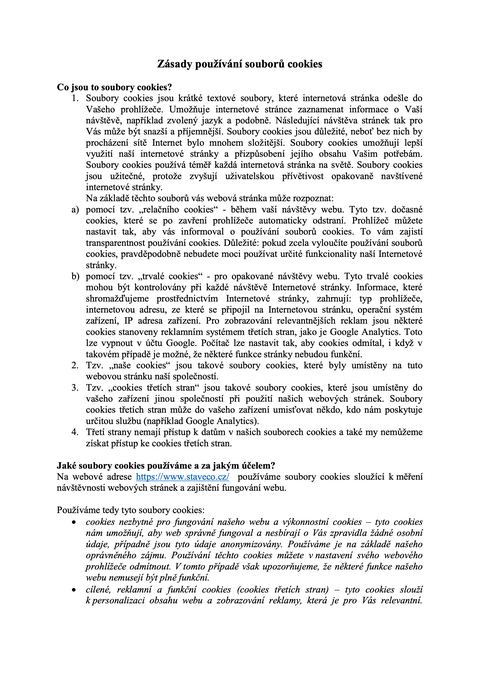 Zásady používání souborů cookies
Co jsou to soubory cookies?
1. Soubory cookies jsou krátké textové soubory, které internetová stránka odešle do
Vašeho prohlížeče. Umožňuje internetové stránce zaznamenat informace o Vaší
návštěvě, například zvolený jazyk a podobně. Následující návštěva stránek tak pro
Vás může být snazší a příjemnější. Soubory cookies jsou důležité, neboť bez nich by
procházení sítě Internet bylo mnohem složitější. Soubory cookies umožňují lepší
využití naší internetové stránky a přizpůsobení jejího obsahu Vašim potřebám.
Soubory cookies používá téměř každá internetová stránka na světě. Soubory cookies
jsou užitečné, protože zvyšují uživatelskou přívětivost opakovaně navštívené
internetové stránky.
Na základě těchto souborů vás webová stránka může rozpoznat:
a) pomocí tzv. „relačního cookies“ - během vaší návštěvy webu. Tyto tzv. dočasné
cookies, které se po zavření prohlížeče automaticky odstraní. Prohlížeč můžete
nastavit tak, aby vás informoval o používání souborů cookies. To vám zajistí
transparentnost používání cookies. Důležité: pokud zcela vyloučíte používání souborů
cookies, pravděpodobně nebudete moci používat určité funkcionality naší Internetové
stránky.
b) pomocí tzv. „trvalé cookies“ - pro opakované návštěvy webu. Tyto trvalé cookies
mohou být kontrolovány při každé návštěvě Internetové stránky. Informace, které
shromažďujeme prostřednictvím Internetové stránky, zahrnují: typ prohlížeče,
internetovou adresu, ze které se připojil na Internetovou stránku, operační systém
zařízení, IP adresa zařízení. Pro zobrazování relevantnějších reklam jsou některé
cookies stanoveny reklamním systémem třetích stran, jako je Google Analytics. Toto
lze vypnout v účtu Google. Počítač lze nastavit tak, aby cookies odmítal, i když v
takovém případě je možné, že některé funkce stránky nebudou funkční.
2. Tzv. „naše cookies“ jsou takové soubory cookies, které byly umístěny na tuto
webovou stránku naší společností.
3. Tzv. „cookies třetích stran“ jsou takové soubory cookies, které jsou umístěny do
vašeho zařízení jinou společností při použití našich webových stránek. Soubory
cookies třetích stran může do vašeho zařízení umisťovat někdo, kdo nám poskytuje
určitou službu (například Google Analytics).
4. Třetí strany nemají přístup k datům v našich souborech cookies a také my nemůžeme
získat přístup ke cookies třetích stran.
Jaké soubory cookies používáme a za jakým účelem?
Na webové adrese https://www.staveco.cz/ používáme soubory cookies sloužící k měření
návštěvnosti webových stránek a zajištění fungování webu.
Používáme tedy tyto soubory cookies:
• cookies nezbytné pro fungování našeho webu a výkonnostní cookies – tyto cookies
nám umožňují, aby web správně fungoval a nesbírají o Vás zpravidla žádné osobní
údaje, případně jsou tyto údaje anonymizovány. Používáme je na základě našeho
oprávněného zájmu. Používání těchto cookies můžete v nastavení svého webového
prohlížeče odmítnout. V tomto případě však upozorňujeme, že některé funkce našeho
webu nemusejí být plně funkční.
• cílené, reklamní a funkční cookies (cookies třetích stran) – tyto cookies slouží
k personalizaci obsahu webu a zobrazování reklamy, která je pro Vás relevantní.